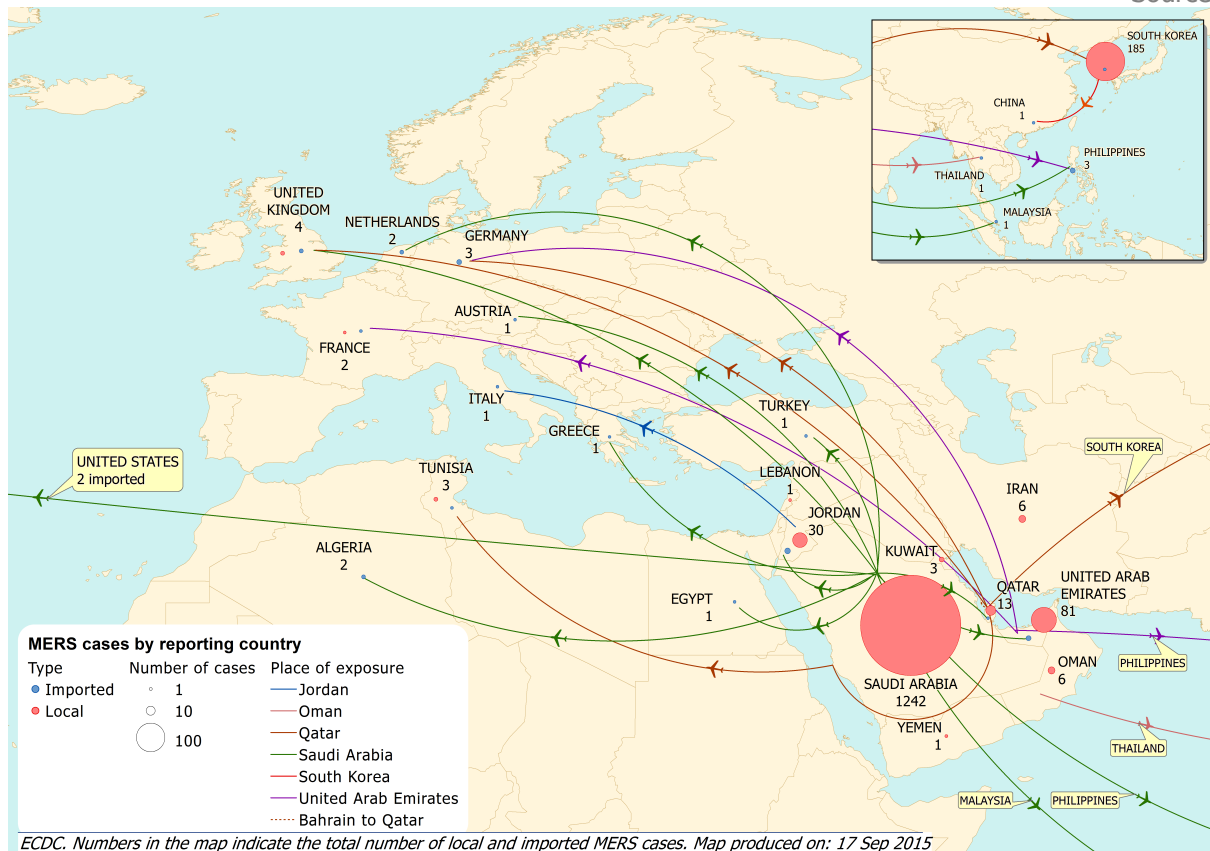 SOUTH KOREA
185
CHINA
1
PHILIPPINES
3
THAILAND
1
MALAYSIA
1
UNITED
KINGDOM
4
NETHERLANDS
2
GERMANY
3
AUSTRIA
1
FRANCE
2
ITALY
1
GREECE
1
TURKEY
1
UNITED STATES
2 imported
TUNISIA
3
LEBANON
1
SOUTH KOREA
IRAN
6
JORDAN
30
ALGERIA
2
KUWAIT
3
QATAR
13
UNITED ARAB
EMIRATES
81
EGYPT
1
PHILIPPINES
SAUDI ARABIA
1242
OMAN
6
YEMEN
1
THAILAND
MALAYSIA
PHILIPPINES
MERS cases by reporting country
Type
Imported
Local
Number of cases
1
10
100
Place of exposure
Jordan
Oman
Qatar
Saudi Arabia
South Korea
United Arab Emirates
Bahrain to Qatar
ECDC. Numbers in the map indicate the total number of local and imported MERS cases. Map produced on: 17 Sep 2015